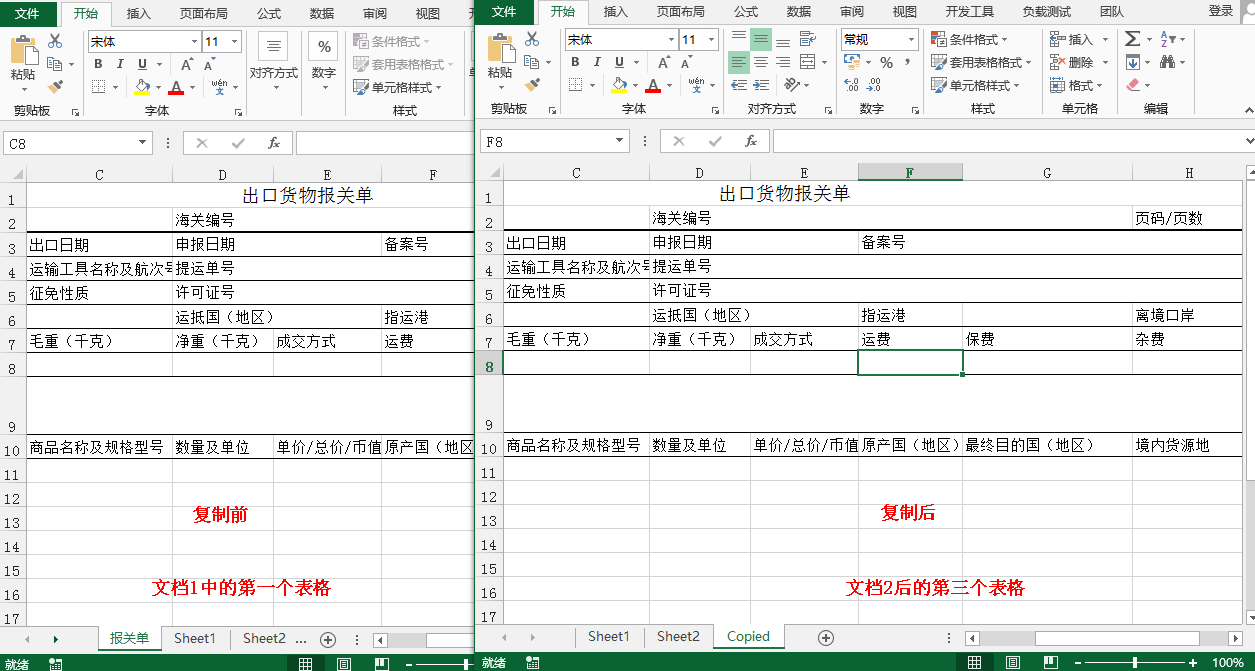 文件 开始 插入 页面布局 公式 数据 审阅 视图
宋体 11
粘贴 B I U A A 对齐方式 % 数字 条件格式 套用表格格式 单元格样式
wén
剪贴板 字体 样式
C8 fx
C D E F
1 出口货物报关单
2 海关编号
3 出口日期 申报日期 备案号
4 运输工具名称及航次号 提运单号
5 征免性质 许可证号
6 运抵国（地区） 指运港
7 毛重（千克） 净重（千克） 成交方式 运费
8
9
10 商品名称及规格型号 数量及单位 单价/总价/币值 原产国（地区
11
12
13 复制前
14
15
16 文档1中的第一个表格
17
报关单 Sheet1 Sheet2 ...
就绪
文件 开始 插入 页面布局 公式 数据 审阅 视图 开发工具 负载测试 团队 登录
宋体 11 常规 条件格式 插入
粘贴 B I U A A % 套用表格格式 删除
wén 单元格样式 格式
剪贴板 字体 对齐方式 数字 样式 单元格 编辑
F8 fx
C D E F G H
1 出口货物报关单
2 海关编号 页码/页数
3 出口日期 申报日期 备案号
4 运输工具名称及航次号 提运单号
5 征免性质 许可证号
6 运抵国（地区） 指运港 离境口岸
7 毛重（千克） 净重（千克） 成交方式 运费 保费 杂费
8
9
10 商品名称及规格型号 数量及单位 单价/总价/币值 原产国（地区） 最终目的国（地区） 境内货源地
11
12
13 复制后
14
15
16 文档2后的第三个表格
17
Sheet1 Sheet2 Copied
就绪 100%